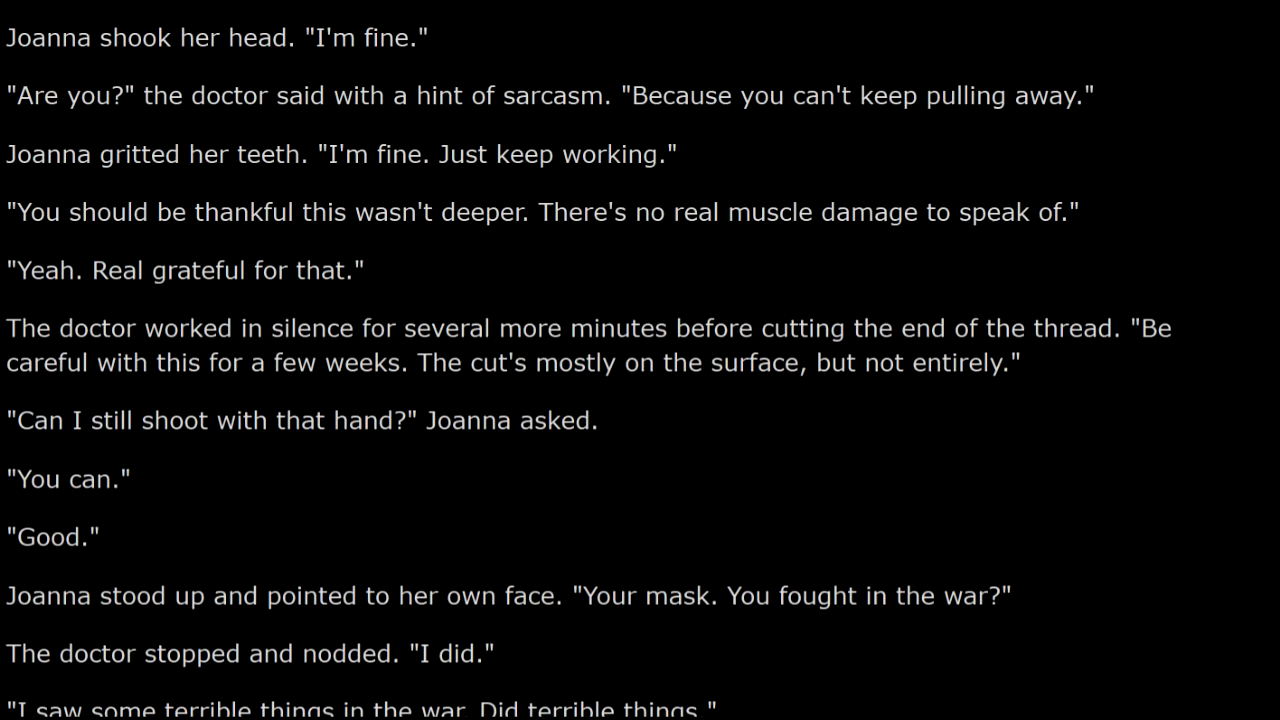 Joanna shook her head. "I'm fine."
"Are you?" the doctor said with a hint of sarcasm. "Because you can't keep pulling away."
Joanna gritted her teeth. "I'm fine. Just keep working."
"You should be thankful this wasn't deeper. There's no real muscle damage to speak of."
"Yeah. Real grateful for that."
The doctor worked in silence for several more minutes before cutting the end of the thread. "Be
careful with this for a few weeks. The cut's mostly on the surface, but not entirely."
"Can I still shoot with that hand?" Joanna asked.
"You can."
"Good."
Joanna stood up and pointed to her own face. "Your mask. You fought in the war?"
The doctor stopped and nodded. "I did."
"I saw some terrible things in the war. Did terrible things."